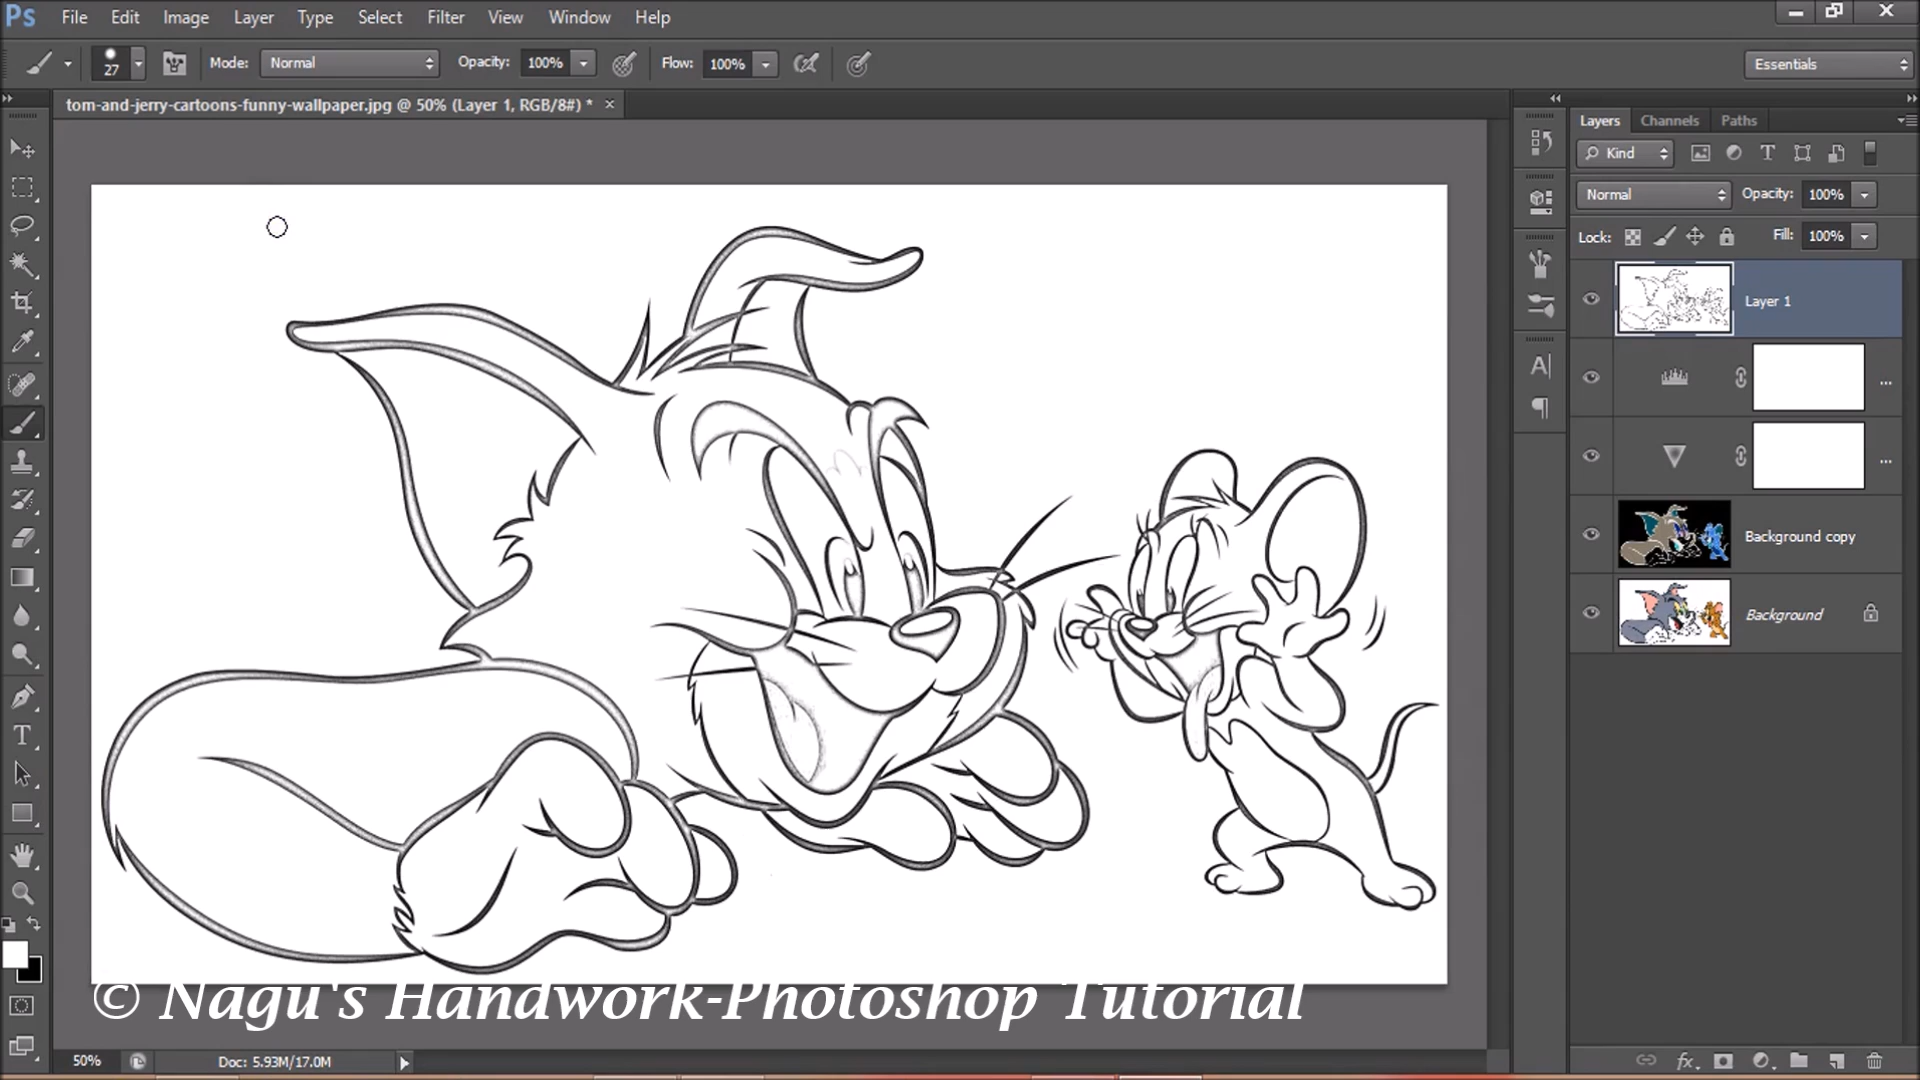 Ps File Edit Image Layer Type Select Filter View Window Help
27 Mode: Normal Opacity: 100% Flow: 100% Essentials
tom-and-jerry-cartoons-funny-wallpaper.jpg @ 50% (Layer 1, RGB/8#) * ×
Layers Channels Paths
Kind
Normal Opacity: 100%
Lock: Fill: 100%
Layer 1
...
...
Background copy
Background
© Nagu's Handwork-Photoshop Tutorial
50% Doc: 5.93M/17.0M